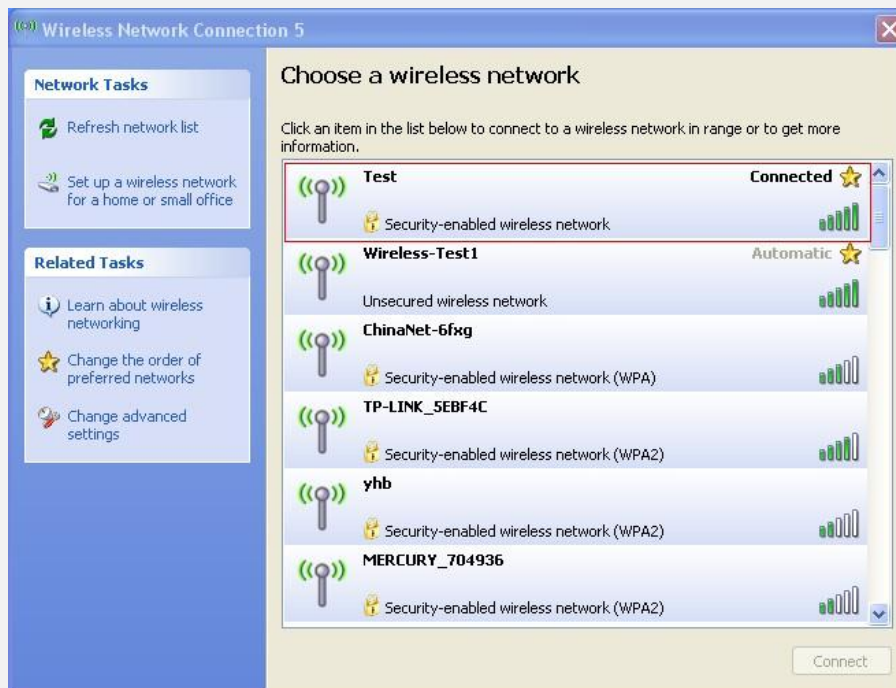 Wireless Network Connection 5
Network Tasks
Refresh network list
Set up a wireless network
for a home or small office
Related Tasks
Learn about wireless
networking
Change the order of
preferred networks
Change advanced
settings
Choose a wireless network
Click an item in the list below to connect to a wireless network in range or to get more
information.
Test Connected
Security-enabled wireless network
Wireless-Test1 Automatic
Unsecured wireless network
ChinaNet-6fxg
Security-enabled wireless network (WPA)
TP-LINK_5EBF4C
Security-enabled wireless network (WPA2)
yhb
Security-enabled wireless network (WPA2)
MERCURY_704936
Security-enabled wireless network (WPA2)
Connect